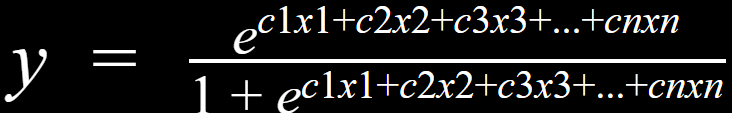 y = e^{c1x1+c2x2+c3x3+...+cnxn} / 1 + e^{c1x1+c2x2+c3x3+...+cnxn}